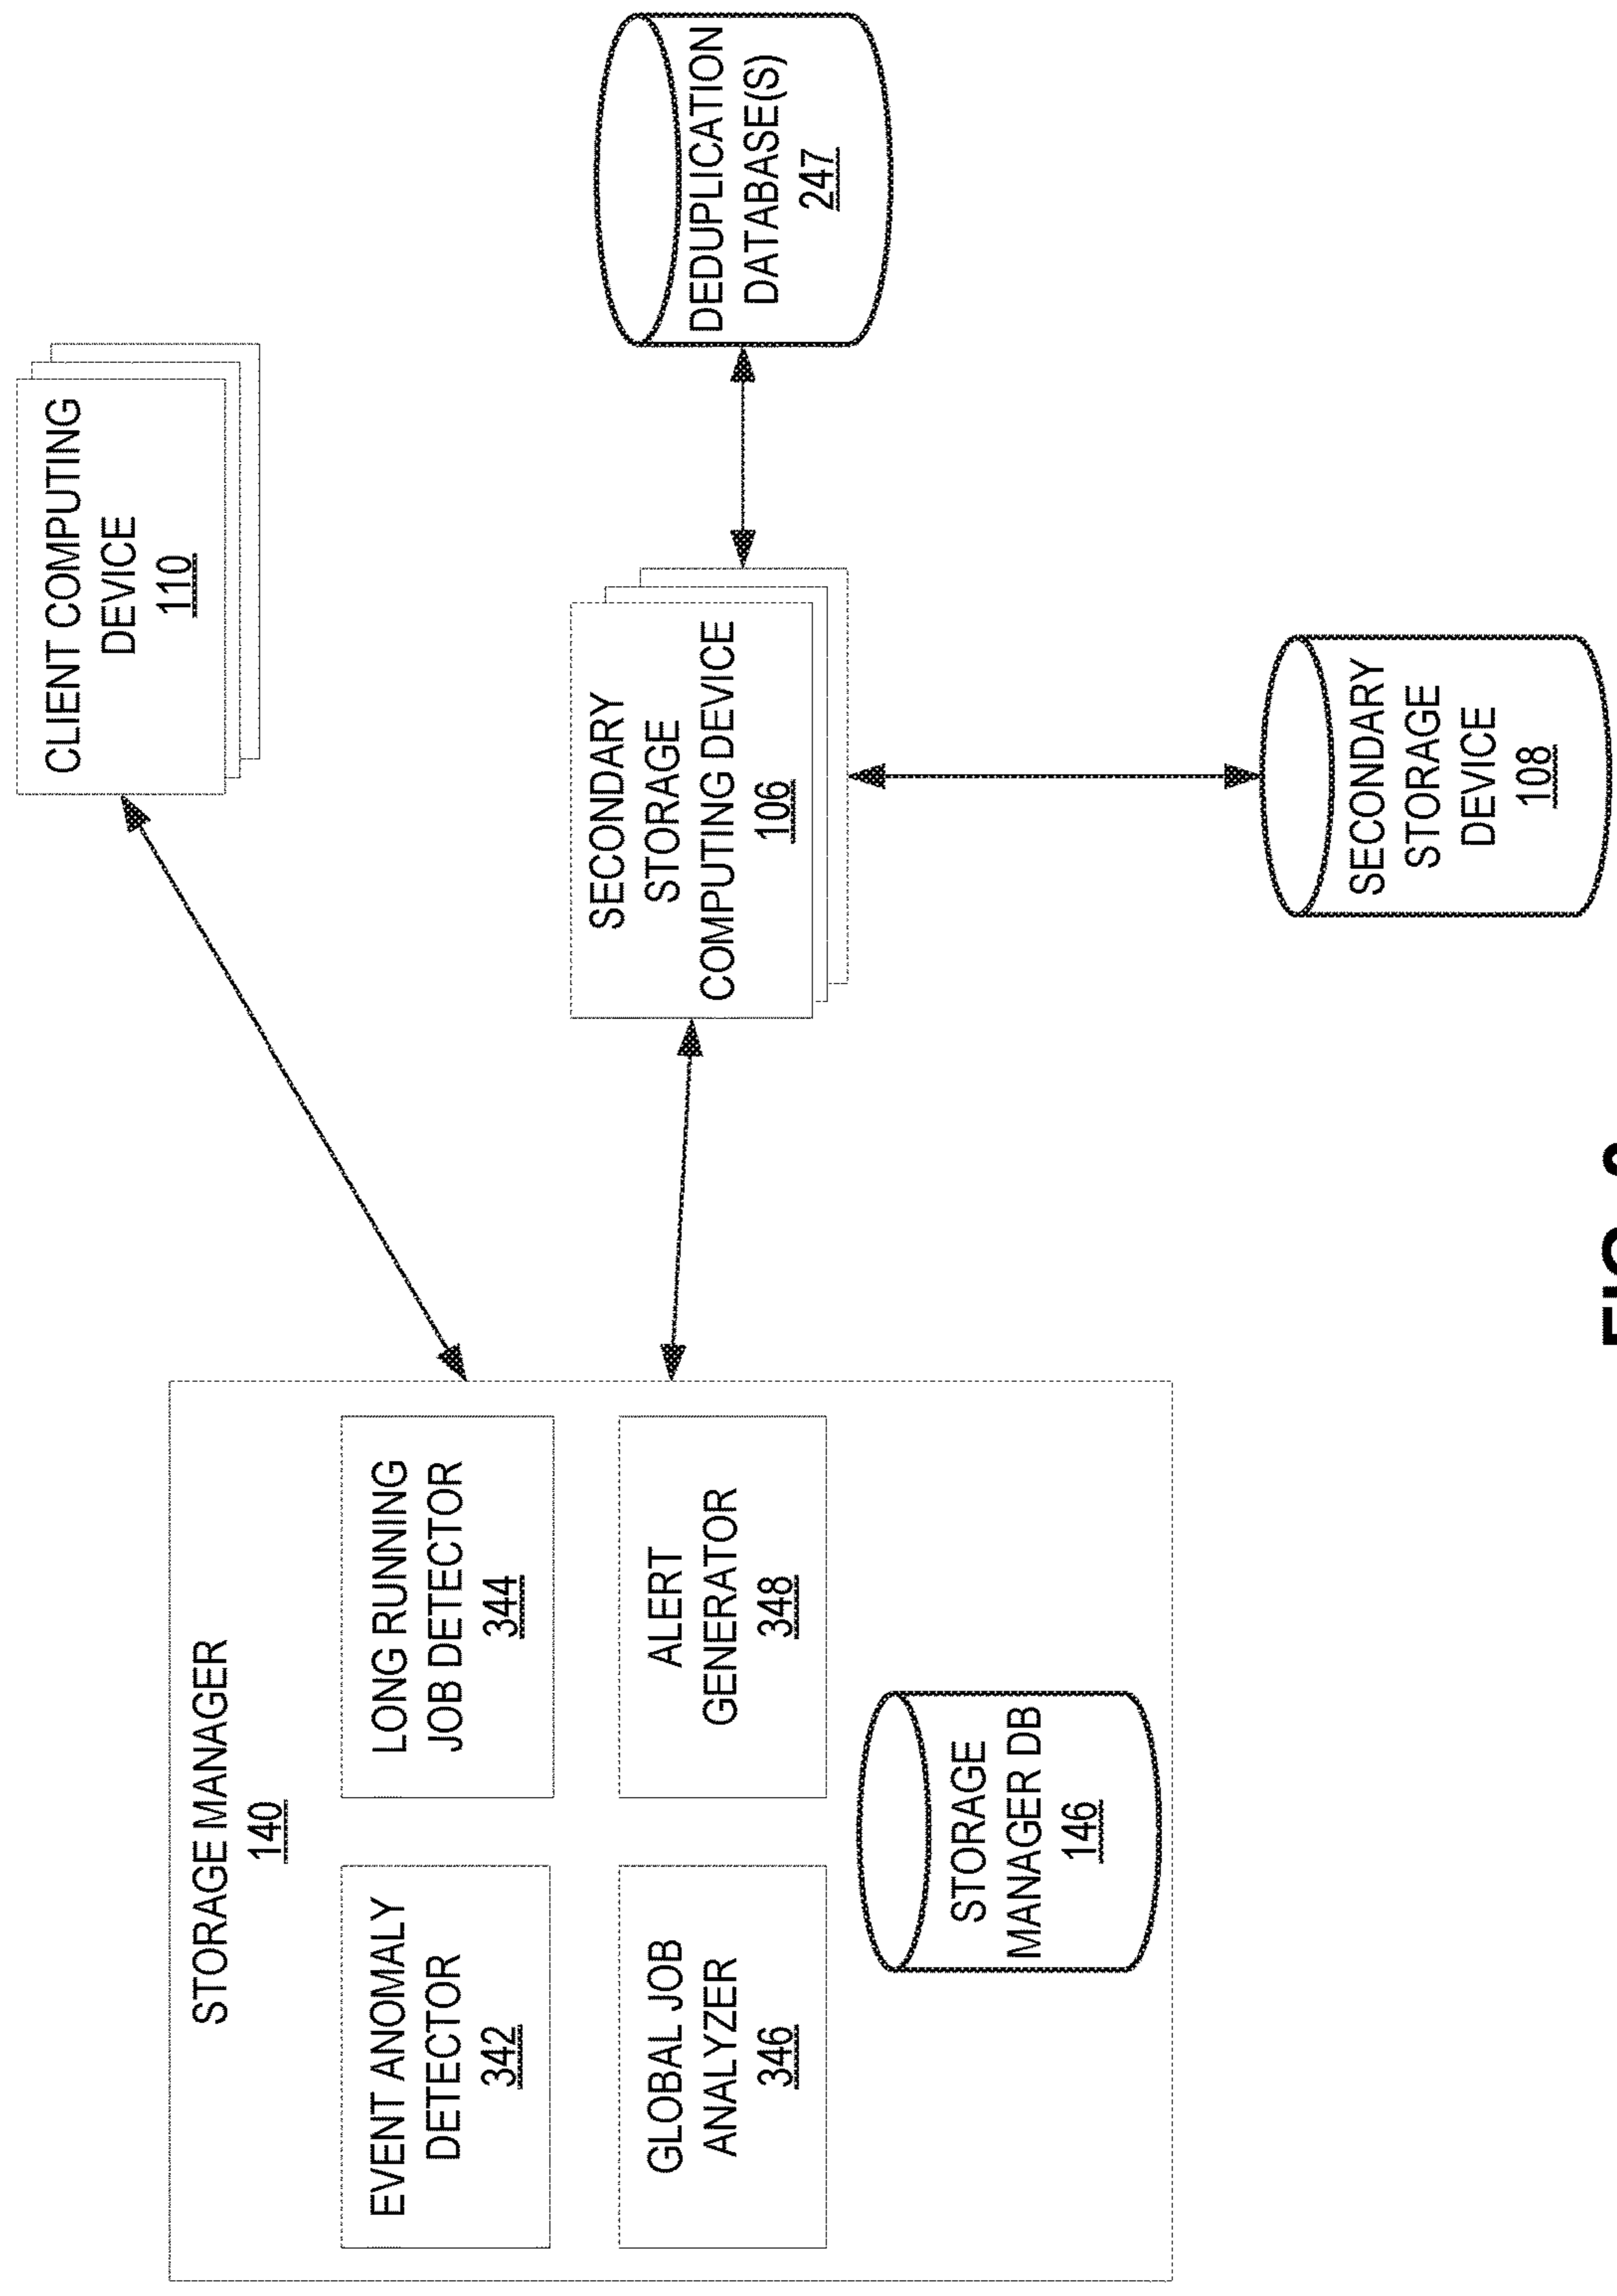 STORAGE MANAGER
140
EVENT ANOMALY
DETECTOR
342
LONG RUNNING
JOB DETECTOR
344
GLOBAL JOB
ANALYZER
346
ALERT
GENERATOR
348
STORAGE
MANAGER DB
146
CLIENT COMPUTING
DEVICE
110
SECONDARY
STORAGE
COMPUTING DEVICE
106
DEDUPLICATION
DATABASE(S)
247
SECONDARY
STORAGE
DEVICE
108
FIG.